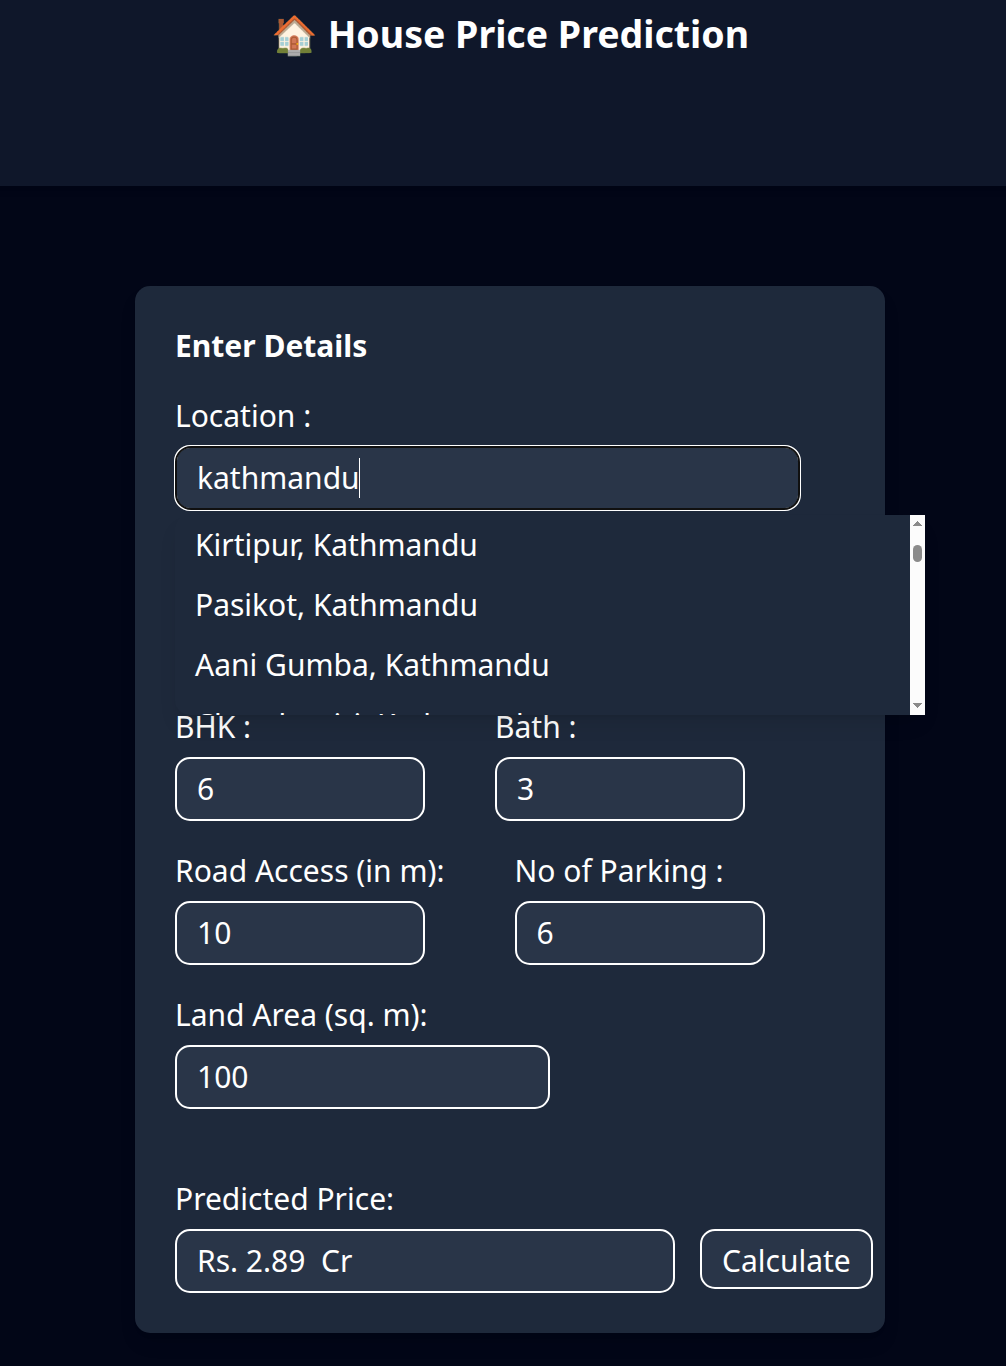 🏠 House Price Prediction
Enter Details
Location :
kathmandu
Kirtipur, Kathmandu
Pasikot, Kathmandu
Aani Gumba, Kathmandu
BHK : Bath :
6 3
Road Access (in m): No of Parking :
10 6
Land Area (sq. m):
100
Predicted Price:
Rs. 2.89  Cr Calculate